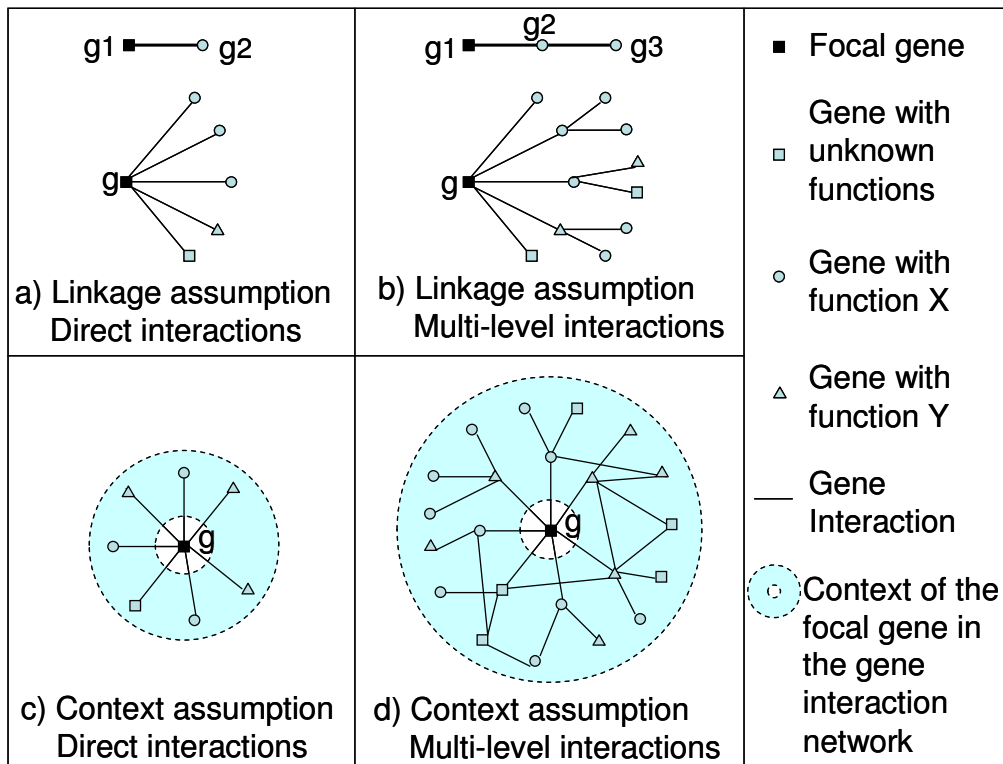 g1
g2
g
a) Linkage assumption
Direct interactions
g1
g2
g3
g
b) Linkage assumption
Multi-level interactions
g
c) Context assumption
Direct interactions
g
d) Context assumption
Multi-level interactions
Focal gene
Gene with
unknown
functions
Gene with
function X
Gene with
function Y
Gene
Interaction
Context of the
focal gene in
the gene
interaction
network